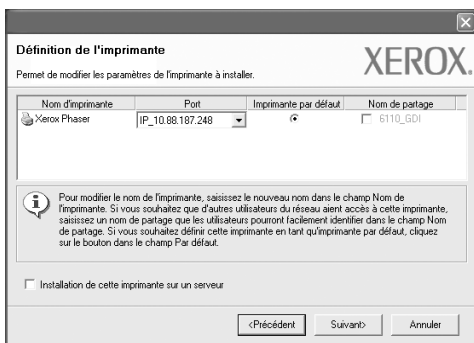 Définition de l'imprimante
XEROX.
Permet de modifier les paramètres de l'imprimante à installer.
Nom d'imprimante Port Imprimante par défaut Nom de partage
Xerox Phaser IP_10.88.187.248 6110_GDI
Pour modifier le nom de l'imprimante, saisissez le nouveau nom dans le champ Nom de
l'imprimante. Si vous souhaitez que d'autres utilisateurs du réseau aient accès à cette imprimante,
saisissez un nom de partage que les utilisateurs pourront facilement identifier dans le champ Nom
de partage. Si vous souhaitez définir cette imprimante en tant qu'imprimante par défaut, cliquez
sur le bouton dans le champ Par défaut.
Installation de cette imprimante sur un serveur
<Précédent Suivant> Annuler